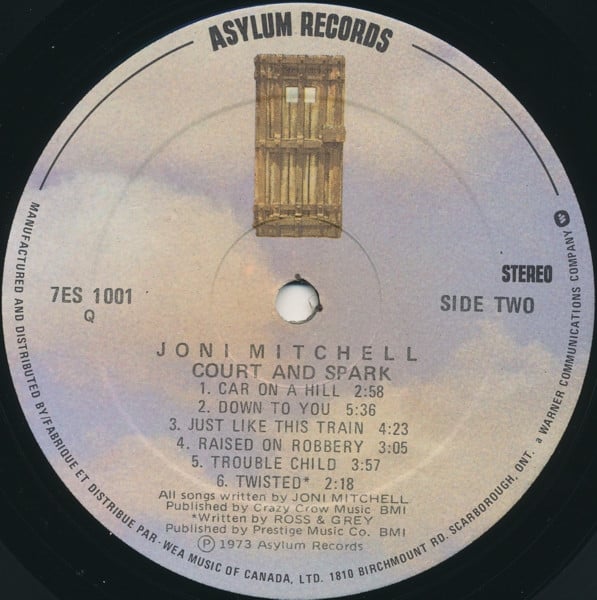 ASYLUM RECORDS
STEREO
7ES 1001
Q
SIDE TWO
JONI MITCHELL
COURT AND SPARK
1. CAR ON A HILL 2:58
2. DOWN TO YOU 5:36
3. JUST LIKE THIS TRAIN 4:23
4. RAISED ON ROBBERY 3:05
5. TROUBLE CHILD 3:57
6. TWISTED* 2:18
All songs written by JONI MITCHELL
Published by Crazy Crow Music BMI
*Written by ROSS & GREY
Published by Prestige Music Co. BMI
Ⓟ 1973 Asylum Records
MANUFACTURED AND DISTRIBUTED BY/FABRIQUE ET DISTRIBUE PAR - WEA MUSIC OF CANADA, LTD. 1810 BIRCHMOUNT RD. SCARBOROUGH, ONT. a WARNER COMMUNICATIONS COMPANY